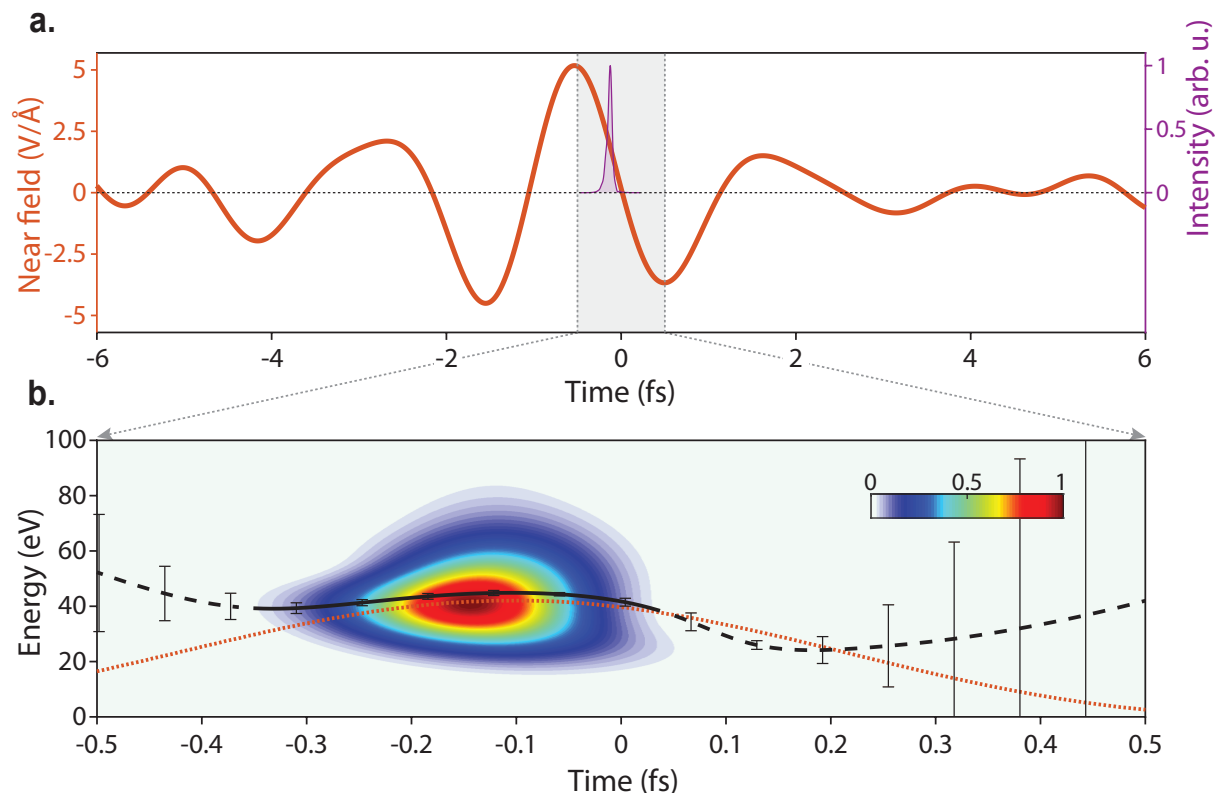 a.
Near field (V/Å)
5
2.5
0
-2.5
-5
Intensity (arb. u.)
1
0.5
0
-6 -4 -2 0 2 4 6
Time (fs)
b.
Energy (eV)
100
80
60
40
20
0
0 0.5 1
-0.5 -0.4 -0.3 -0.2 -0.1 0 0.1 0.2 0.3 0.4 0.5
Time (fs)